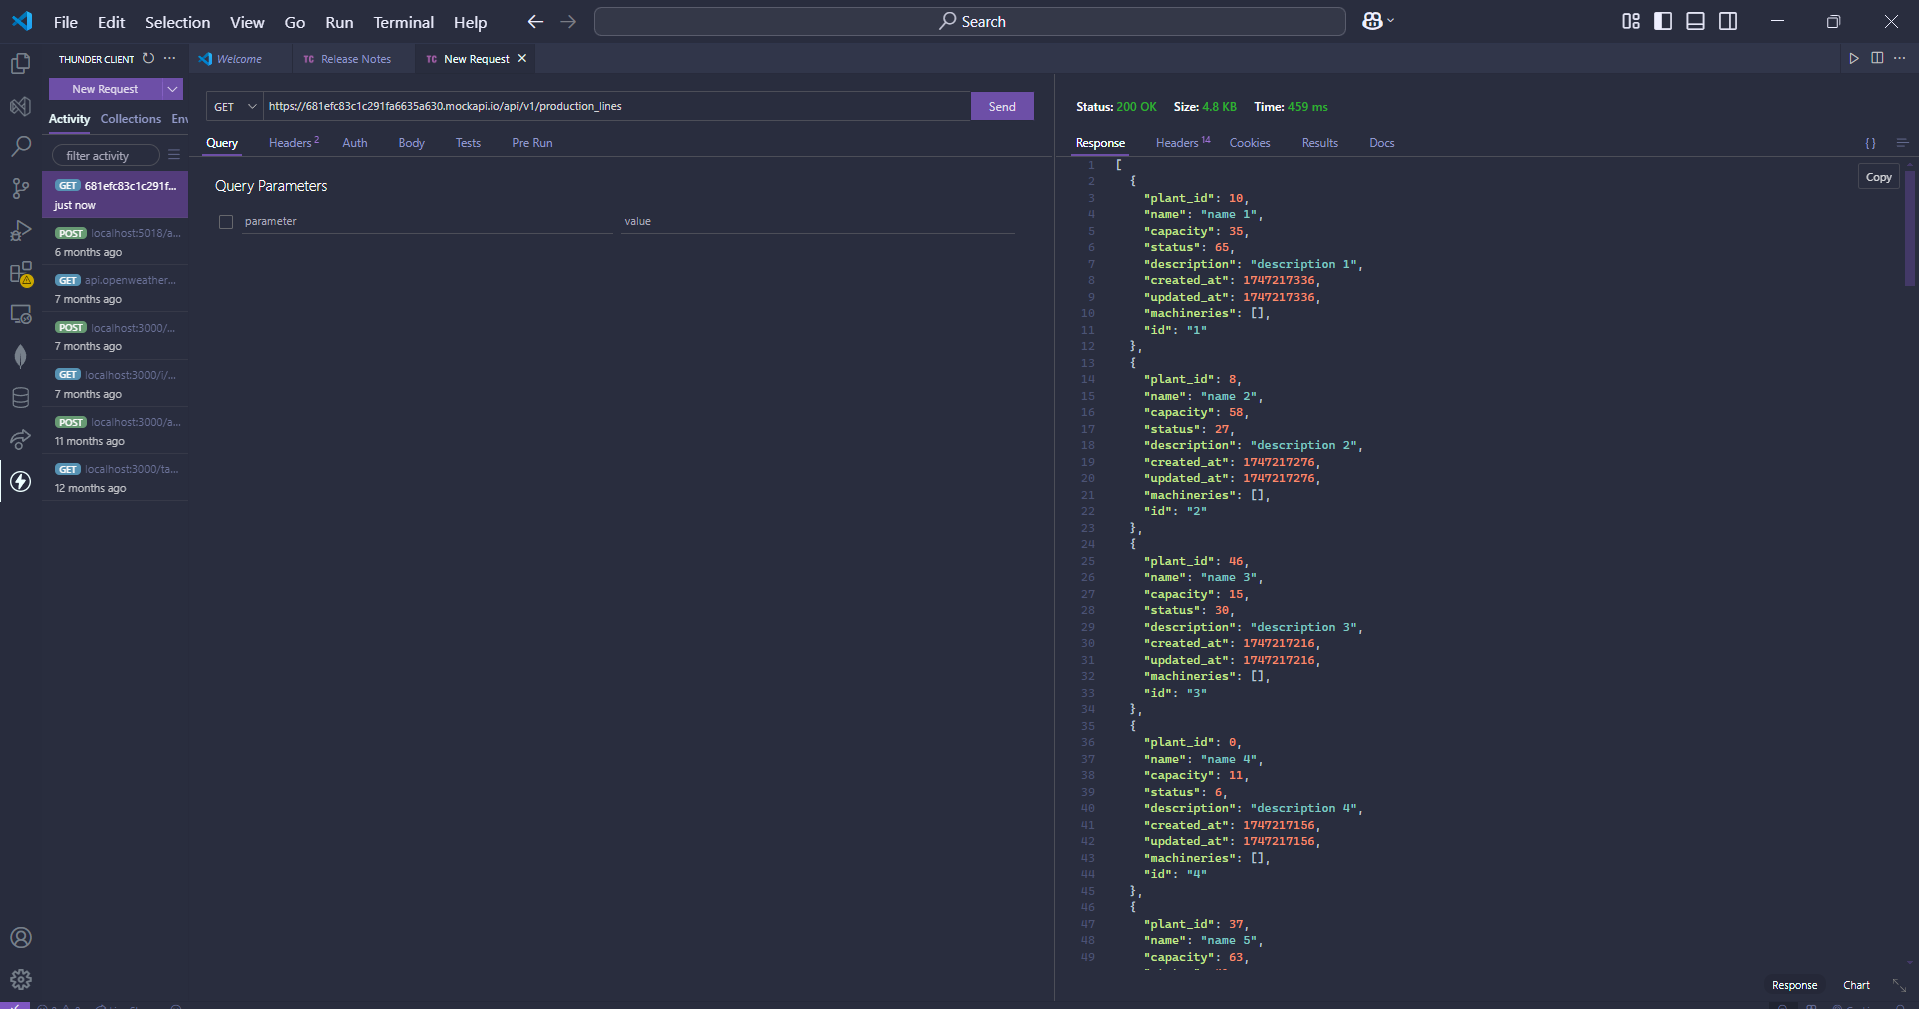 File Edit Selection View Go Run Terminal Help Search
THUNDER CLIENT
New Request
Activity Collections Env
filter activity
GET 681efc83c1c291f...
just now
POST localhost:5018/a...
6 months ago
GET api.openweather...
7 months ago
POST localhost:3000/...
7 months ago
GET localhost:3000/i/...
7 months ago
POST localhost:3000/a...
11 months ago
GET localhost:3000/ta...
12 months ago
Welcome TC Release Notes TC New Request
GET https://681efc83c1c291fa6635a630.mockapi.io/api/v1/production_lines Send
Query Headers 2 Auth Body Tests Pre Run
Query Parameters
parameter value
Status: 200 OK Size: 4.8 KB Time: 459 ms
Response Headers 14 Cookies Results Docs {}
Copy
1 [
2 {
3 "plant_id": 10,
4 "name": "name 1",
5 "capacity": 35,
6 "status": 65,
7 "description": "description 1",
8 "created_at": 1747217336,
9 "updated_at": 1747217336,
10 "machineries": [],
11 "id": "1"
12 },
13 {
14 "plant_id": 8,
15 "name": "name 2",
16 "capacity": 58,
17 "status": 27,
18 "description": "description 2",
19 "created_at": 1747217276,
20 "updated_at": 1747217276,
21 "machineries": [],
22 "id": "2"
23 },
24 {
25 "plant_id": 46,
26 "name": "name 3",
27 "capacity": 15,
28 "status": 30,
29 "description": "description 3",
30 "created_at": 1747217216,
31 "updated_at": 1747217216,
32 "machineries": [],
33 "id": "3"
34 },
35 {
36 "plant_id": 0,
37 "name": "name 4",
38 "capacity": 11,
39 "status": 6,
40 "description": "description 4",
41 "created_at": 1747217156,
42 "updated_at": 1747217156,
43 "machineries": [],
44 "id": "4"
45 },
46 {
47 "plant_id": 37,
48 "name": "name 5",
49 "capacity": 63,
Response Chart